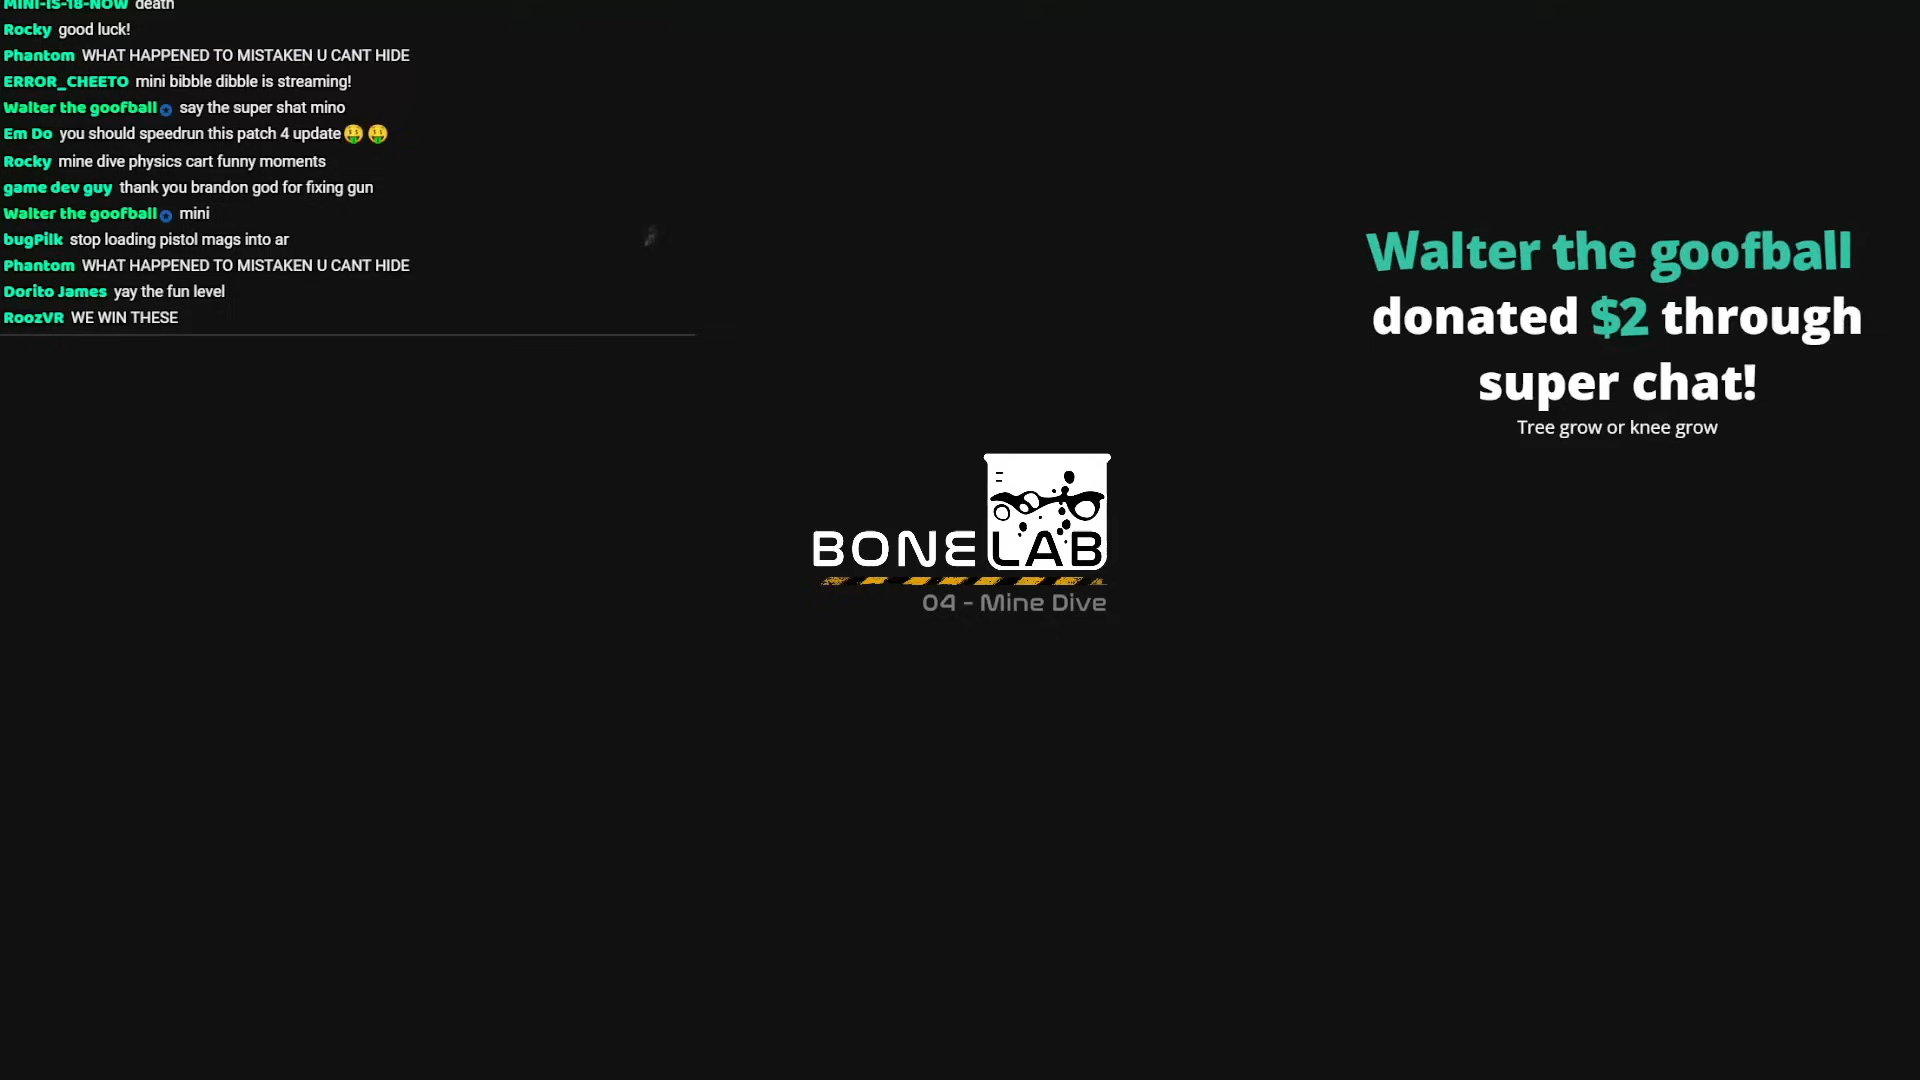 MINI-IS-18-NOW death
Rocky good luck!
Phantom WHAT HAPPENED TO MISTAKEN U CANT HIDE
ERROR_CHEETO mini bibble dibble is streaming!
Walter the goofball say the super shat mino
Em Do you should speedrun this patch 4 update🤑 🤑
Rocky mine dive physics cart funny moments
game dev guy thank you brandon god for fixing gun
Walter the goofball mini
bugPilk stop loading pistol mags into ar
Phantom WHAT HAPPENED TO MISTAKEN U CANT HIDE
Dorito James yay the fun level
RoozVR WE WIN THESE
Walter the goofball
donated $2 through
super chat!
Tree grow or knee grow
BONELAB
04 - Mine Dive